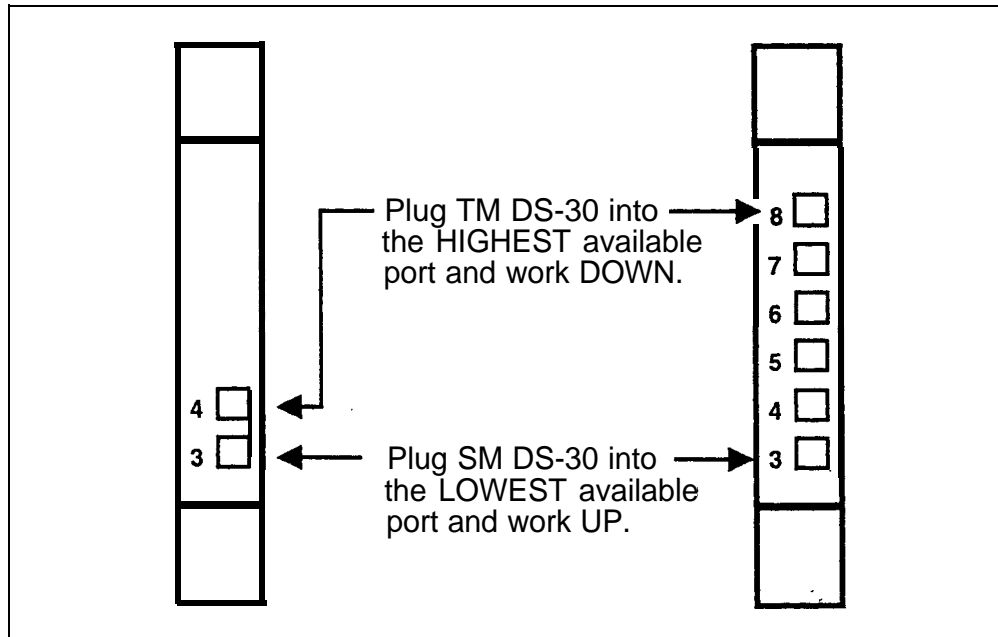 Plug TM DS-30 into
the HIGHEST available
port and work DOWN.
8
7
6
5
4
3
4
3
Plug SM DS-30 into
the LOWEST available
port and work UP.